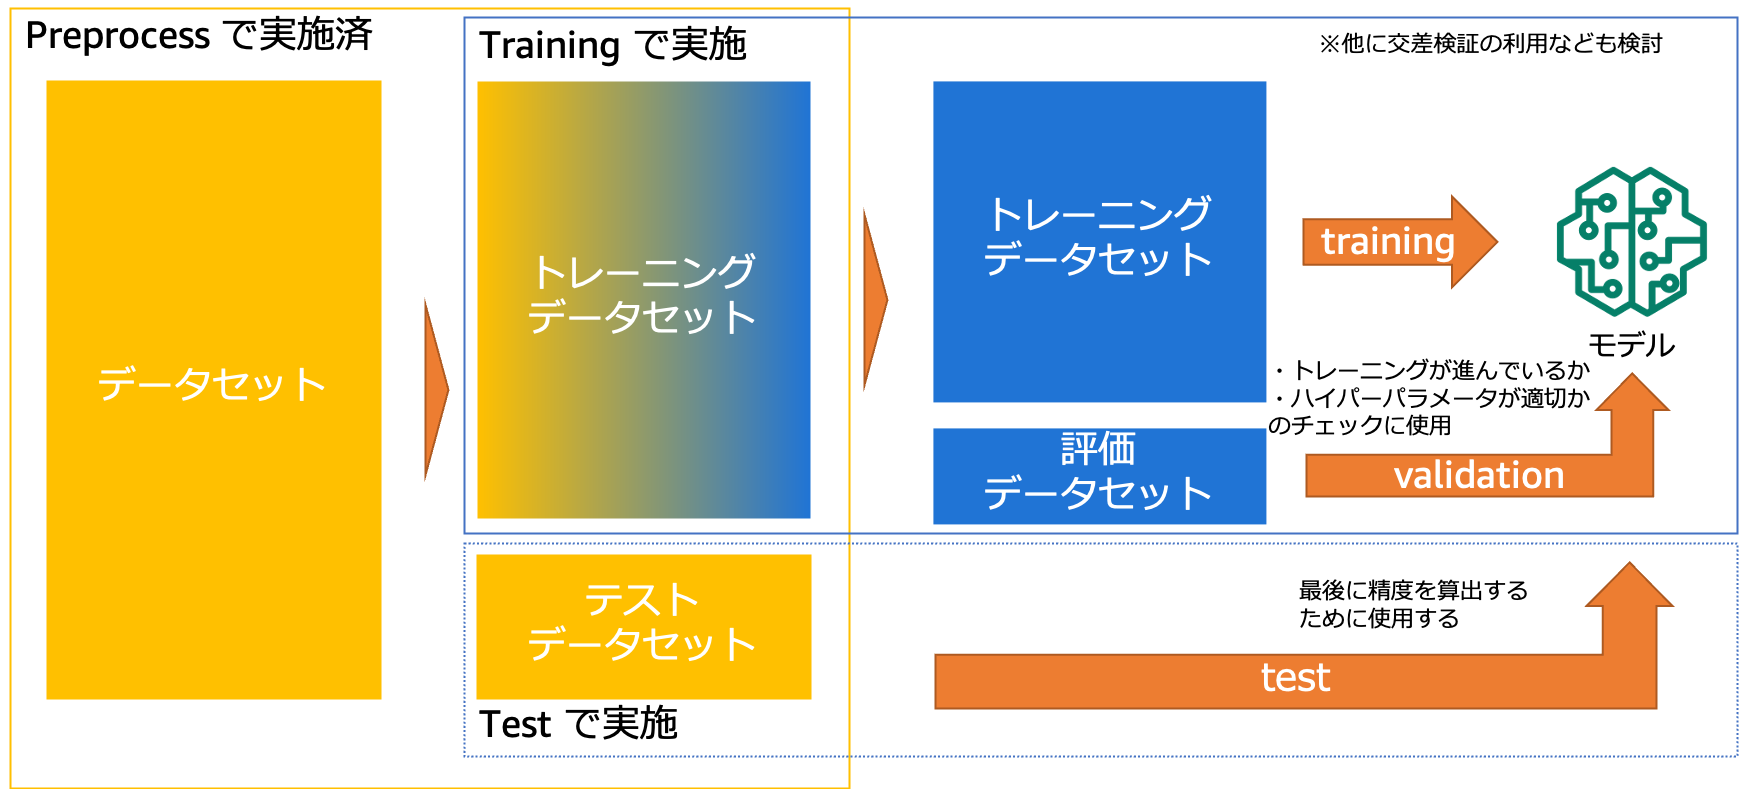 Preprocess で実施済
Training で実施
※他に交差検証の利用なども検討
データセット
トレーニング
データセット
トレーニング
データセット
training
モデル
・トレーニングが進んでいるか
・ハイパーパラメータが適切か
のチェックに使用
評価
データセット
validation
テスト
データセット
最後に精度を算出する
ために使用する
test
Test で実施